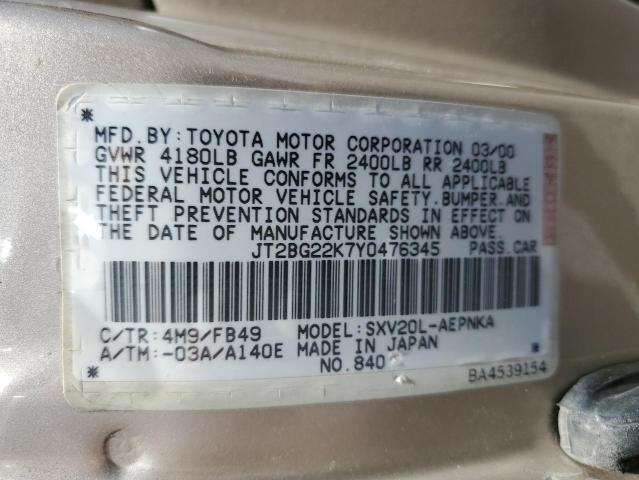 MFD. BY: TOYOTA MOTOR CORPORATION 03/00
GVWR 4180LB GAWR FR 2400LB RR 2400LB
THIS VEHICLE CONFORMS TO ALL APPLICABLE
FEDERAL MOTOR VEHICLE SAFETY.BUMPER.AND
THEFT PREVENTION STANDARDS IN EFFECT ON
THE DATE OF MANUFACTURE SHOWN ABOVE.
JT2BG22K7Y0476345 PASS.CAR
C/TR:4M9/FB49 MODEL:SXV20L-AEPNKA
A/TM:-03A/A140E MADE IN JAPAN
NO.840
BA4539154